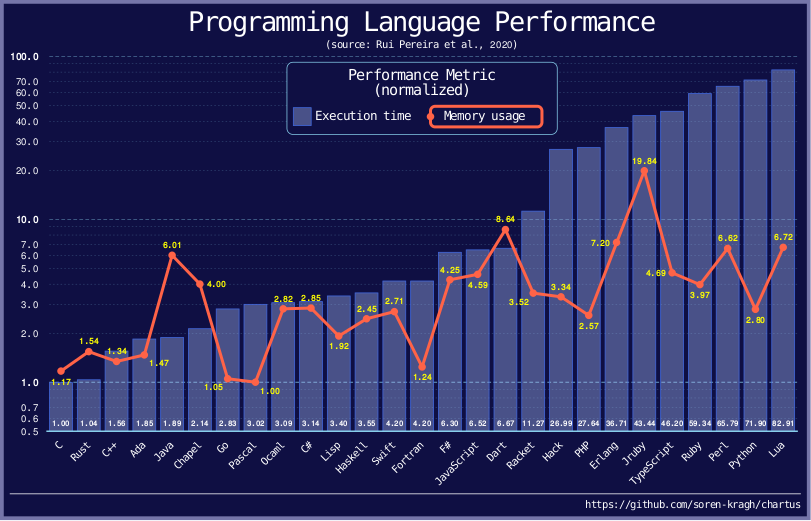 Programming Language Performance
(source: Rui Pereira et al., 2020)
Performance Metric
(normalized)
Execution time Memory usage
100.0
70.0
60.0
50.0
40.0
30.0
20.0
10.0
7.0
6.0
5.0
4.0
3.0
2.0
1.0
0.7
0.6
0.5
1.17 1.54 1.34 1.47 6.01 4.00 1.05 1.00 2.82 2.85 1.92 2.45 2.71 1.24 4.25 4.59 8.64 3.52 3.34 2.57 7.20 19.84 4.69 3.97 6.62 2.80 6.72
1.00 1.04 1.56 1.85 1.89 2.14 2.83 3.02 3.09 3.14 3.40 3.55 4.20 4.20 6.30 6.52 6.67 11.27 26.99 27.64 36.71 43.44 46.20 59.34 65.79 71.90 82.91
C Rust C++ Ada Java Chapel Go Pascal Ocaml C# Lisp Haskell Swift Fortran F# JavaScript Dart Racket Hack PHP Erlang Jruby TypeScript Ruby Perl Python Lua
https://github.com/soren-kragh/chartus